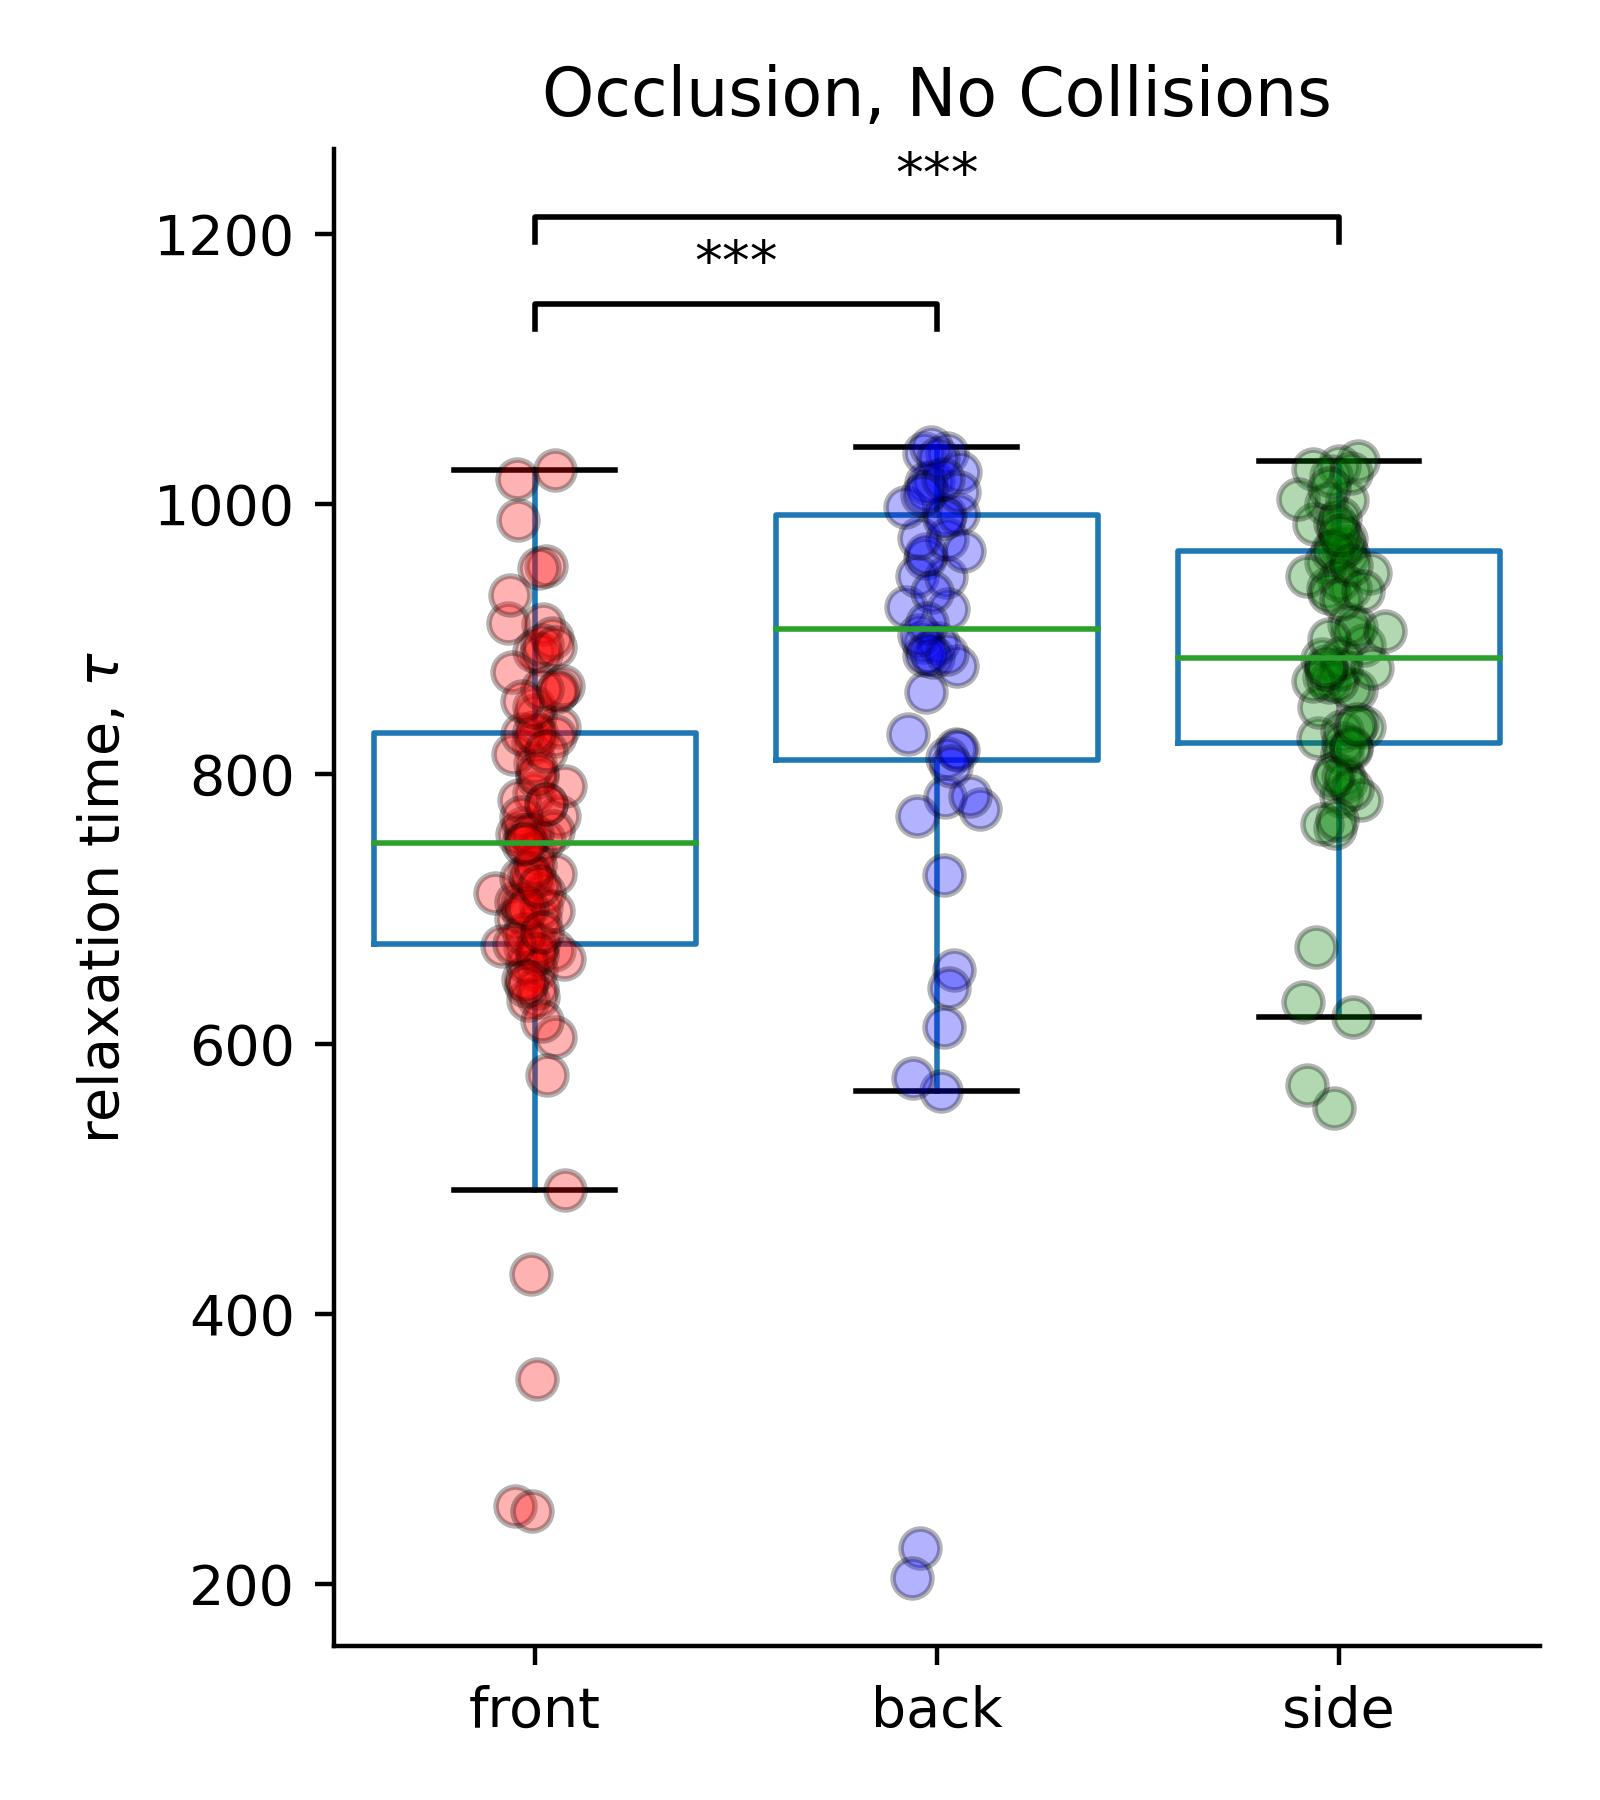 Occlusion, No Collisions
***
***
relaxation time, τ
1200
1000
800
600
400
200
front
back
side